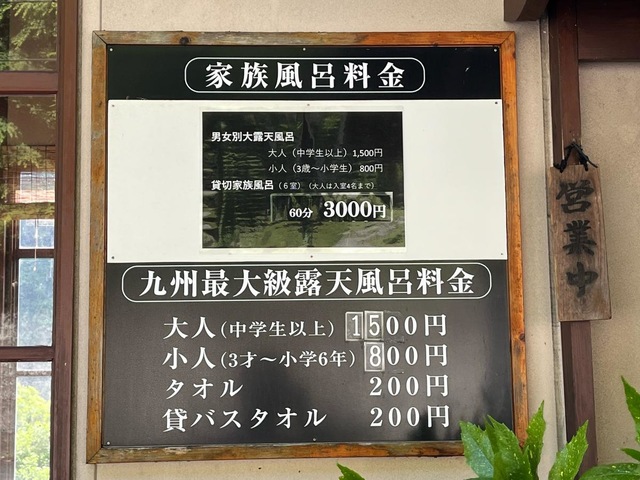 家族風呂料金
男女別大露天風呂
大人（中学生以上）1,500円
小人（3歳～小学生）800円
貸切家族風呂（６室）（大人は入室4名まで）
60分 3000円
九州最大級露天風呂料金
大人(中学生以上) 1500円
小人(3才～小学6年) 800円
タオル 200円
貸バスタオル 200円
営業中